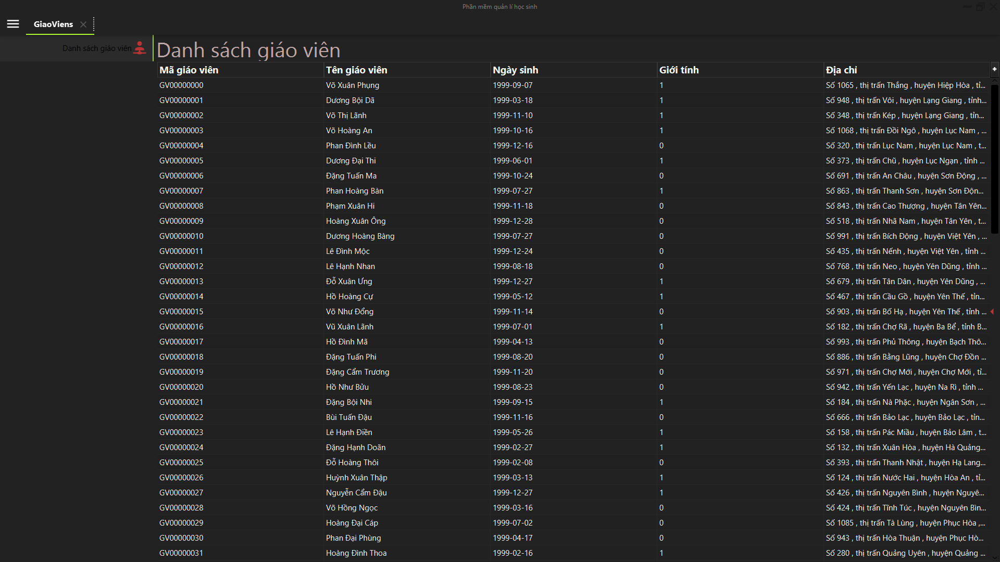 Phần mềm quản lí học sinh
GiaoViens
Danh sách giáo viên
Danh sách giáo viên
Mã giáo viên Tên giáo viên Ngày sinh Giới tính Địa chỉ
GV00000000 Võ Xuân Phụng 1999-09-07 1 Số 1065 , thị trấn Thắng , huyện Hiệp Hòa , tỉ...
GV00000001 Dương Bội Dã 1999-03-18 1 Số 948 , thị trấn Vôi , huyện Lạng Giang , tỉnh...
GV00000002 Võ Thị Lãnh 1999-11-10 1 Số 348 , thị trấn Kép , huyện Lạng Giang , tỉn...
GV00000003 Võ Hoàng An 1999-10-16 1 Số 1068 , thị trấn Đồi Ngô , huyện Lục Nam , ...
GV00000004 Phan Đình Lều 1999-12-16 0 Số 320 , thị trấn Lục Nam , huyện Lục Nam , t...
GV00000005 Dương Đại Thi 1999-06-01 1 Số 373 , thị trấn Chũ , huyện Lục Ngạn , tỉnh ...
GV00000006 Đặng Tuấn Ma 1999-10-24 0 Số 691 , thị trấn An Châu , huyện Sơn Động , ...
GV00000007 Phan Hoàng Bàn 1999-07-27 1 Số 863 , thị trấn Thanh Sơn , huyện Sơn Độn...
GV00000008 Phạm Xuân Hi 1999-11-18 0 Số 843 , thị trấn Cao Thượng , huyện Tân Yên...
GV00000009 Hoàng Xuân Ông 1999-12-28 0 Số 518 , thị trấn Nhã Nam , huyện Tân Yên , t...
GV00000010 Dương Hoàng Bàng 1999-07-27 0 Số 991 , thị trấn Bích Động , huyện Việt Yên , ...
GV00000011 Lê Đình Mộc 1999-12-24 0 Số 435 , thị trấn Nếnh , huyện Việt Yên , tỉnh ...
GV00000012 Lê Hạnh Nhan 1999-08-18 0 Số 768 , thị trấn Neo , huyện Yên Dũng , tỉnh ...
GV00000013 Đỗ Xuân Ưng 1999-12-27 1 Số 679 , thị trấn Tân Dân , huyện Yên Dũng , ...
GV00000014 Hồ Hoàng Cự 1999-05-12 1 Số 467 , thị trấn Cầu Gồ , huyện Yên Thế , tỉn...
GV00000015 Võ Như Đổng 1999-11-14 0 Số 903 , thị trấn Bố Hạ , huyện Yên Thế , tỉnh ...
GV00000016 Vũ Xuân Lãnh 1999-07-01 1 Số 182 , thị trấn Chợ Rã , huyện Ba Bể , tỉnh B...
GV00000017 Hồ Đình Mã 1999-04-13 0 Số 993 , thị trấn Phủ Thông , huyện Bạch Thô...
GV00000018 Đặng Tuấn Phi 1999-08-20 0 Số 886 , thị trấn Bằng Lũng , huyện Chợ Đồn ...
GV00000019 Đặng Cẩm Trương 1999-11-20 0 Số 971 , thị trấn Chợ Mới , huyện Chợ Mới , tỉ...
GV00000020 Hồ Như Bửu 1999-08-23 0 Số 942 , thị trấn Yến Lạc , huyện Na Rì , tỉnh ...
GV00000021 Đặng Bội Nhi 1999-09-15 1 Số 184 , thị trấn Nà Phặc , huyện Ngân Sơn , ...
GV00000022 Bùi Tuấn Đậu 1999-11-16 0 Số 666 , thị trấn Bảo Lạc , huyện Bảo Lạc , tỉn...
GV00000023 Lê Hạnh Điền 1999-05-26 1 Số 158 , thị trấn Pác Miầu , huyện Bảo Lâm , t...
GV00000024 Đặng Hạnh Doãn 1999-02-27 1 Số 132 , thị trấn Xuân Hòa , huyện Hà Quảng...
GV00000025 Đỗ Hoàng Thôi 1999-02-08 0 Số 393 , thị trấn Thanh Nhật , huyện Hạ Lang...
GV00000026 Huỳnh Xuân Thập 1999-03-13 1 Số 124 , thị trấn Nước Hai , huyện Hòa An , tỉ...
GV00000027 Nguyễn Cẩm Đậu 1999-12-27 1 Số 426 , thị trấn Nguyên Bình , huyện Nguyê...
GV00000028 Võ Hồng Ngọc 1999-03-16 0 Số 424 , thị trấn Tĩnh Túc , huyện Nguyên Bìn...
GV00000029 Hoàng Đại Cáp 1999-07-02 0 Số 1085 , thị trấn Tà Lùng , huyện Phục Hòa ,...
GV00000030 Phan Đại Phùng 1999-04-17 0 Số 943 , thị trấn Hòa Thuận , huyện Phục Hò...
GV00000031 Hoàng Đình Thoa 1999-02-16 1 Số 280 , thị trấn Quảng Uyên , huyện Quảng ...